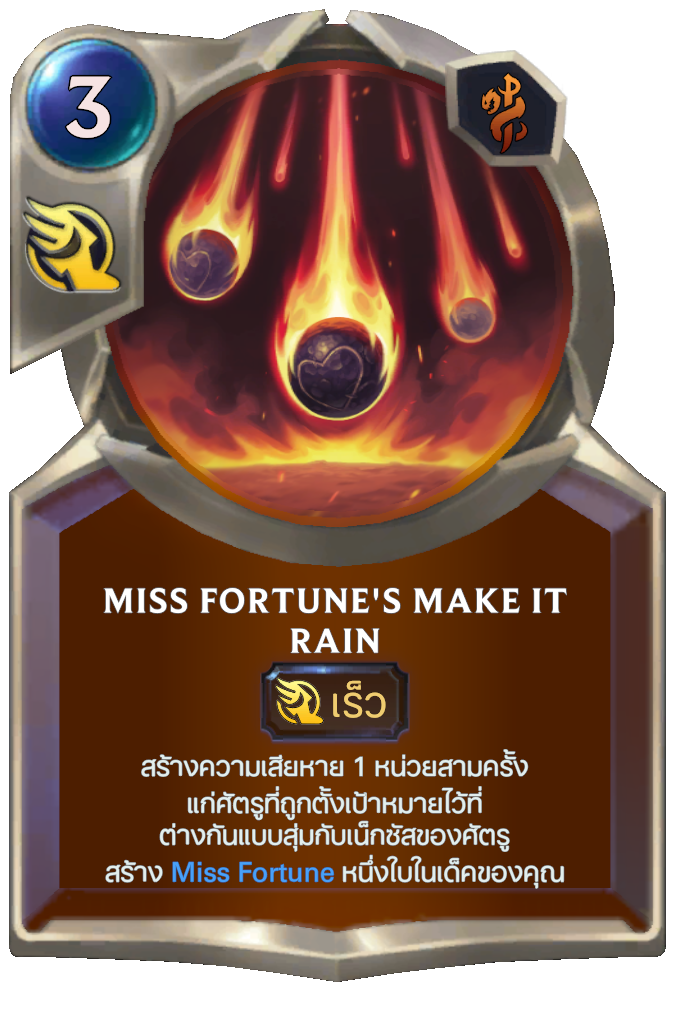 3
MISS FORTUNE'S MAKE IT
RAIN
เร็ว
สร้างความเสียหาย 1 หน่วยสามครั้ง
แก่ศัตรูที่ถูกตั้งเป้าหมายไว้ที่
ต่างกันแบบสุ่มกับเน็กซัสของศัตรู
สร้าง Miss Fortune หนึ่งใบในเด็คของคุณ